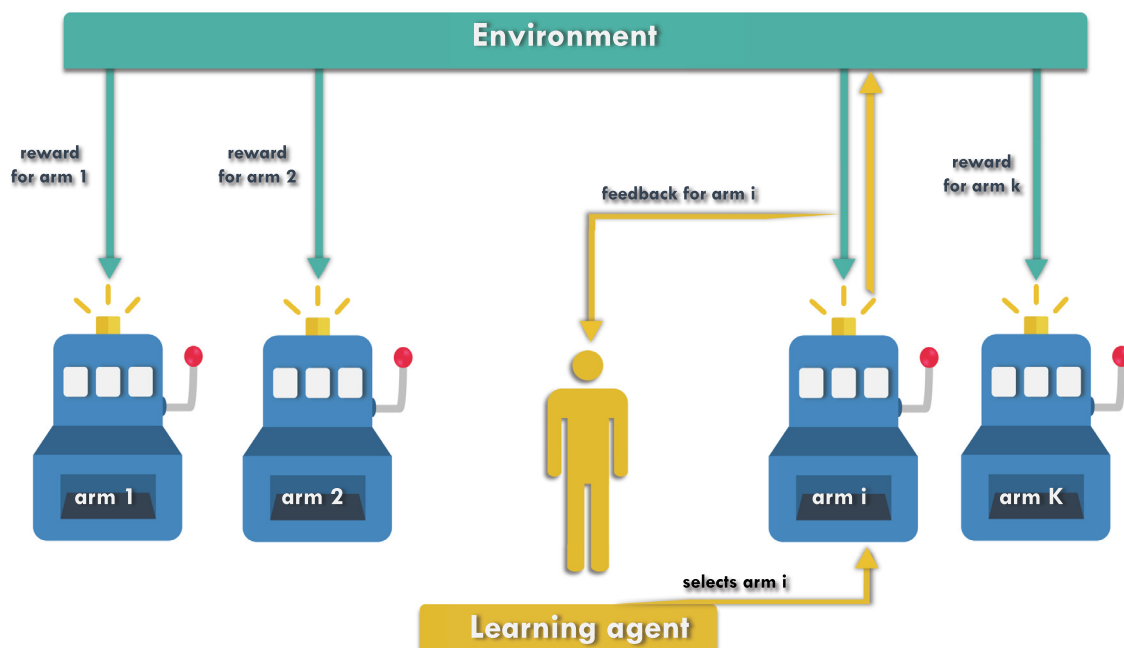 Environment
reward
for arm 1
reward
for arm 2
reward
for arm k
feedback for arm i
arm 1
arm 2
arm i
arm K
selects arm i
Learning agent